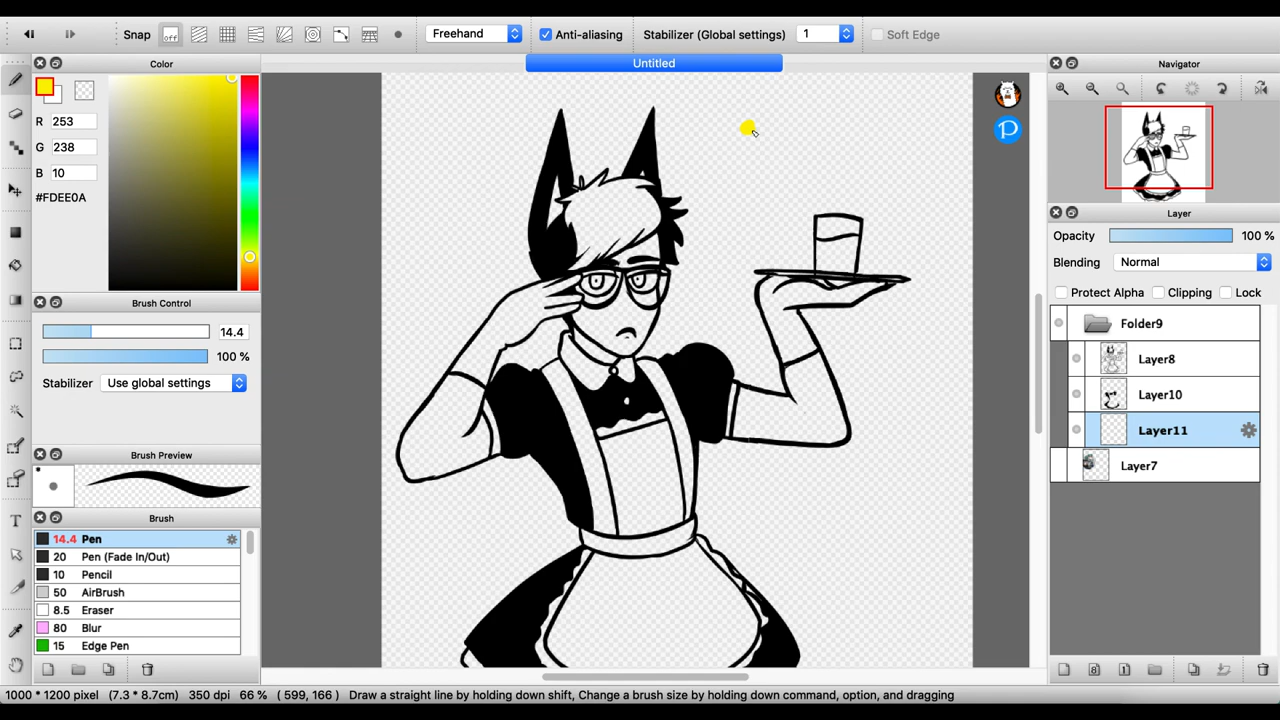 Snap
off
Freehand
Anti-aliasing
Stabilizer (Global settings)
1
Soft Edge
Color
Untitled
Navigator
R 253
G 238
B 10
#FDEE0A
Brush Control
14.4
100 %
Stabilizer Use global settings
Brush Preview
Brush
14.4 Pen
20 Pen (Fade In/Out)
10 Pencil
50 AirBrush
8.5 Eraser
80 Blur
15 Edge Pen
P
Layer
Opacity 100 %
Blending Normal
Protect Alpha Clipping Lock
Folder9
Layer8
Layer10
Layer11
Layer7
T
8
1
1000 * 1200 pixel (7.3 * 8.7cm) 350 dpi 66 % ( 599, 166 ) Draw a straight line by holding down shift, Change a brush size by holding down command, option, and dragging